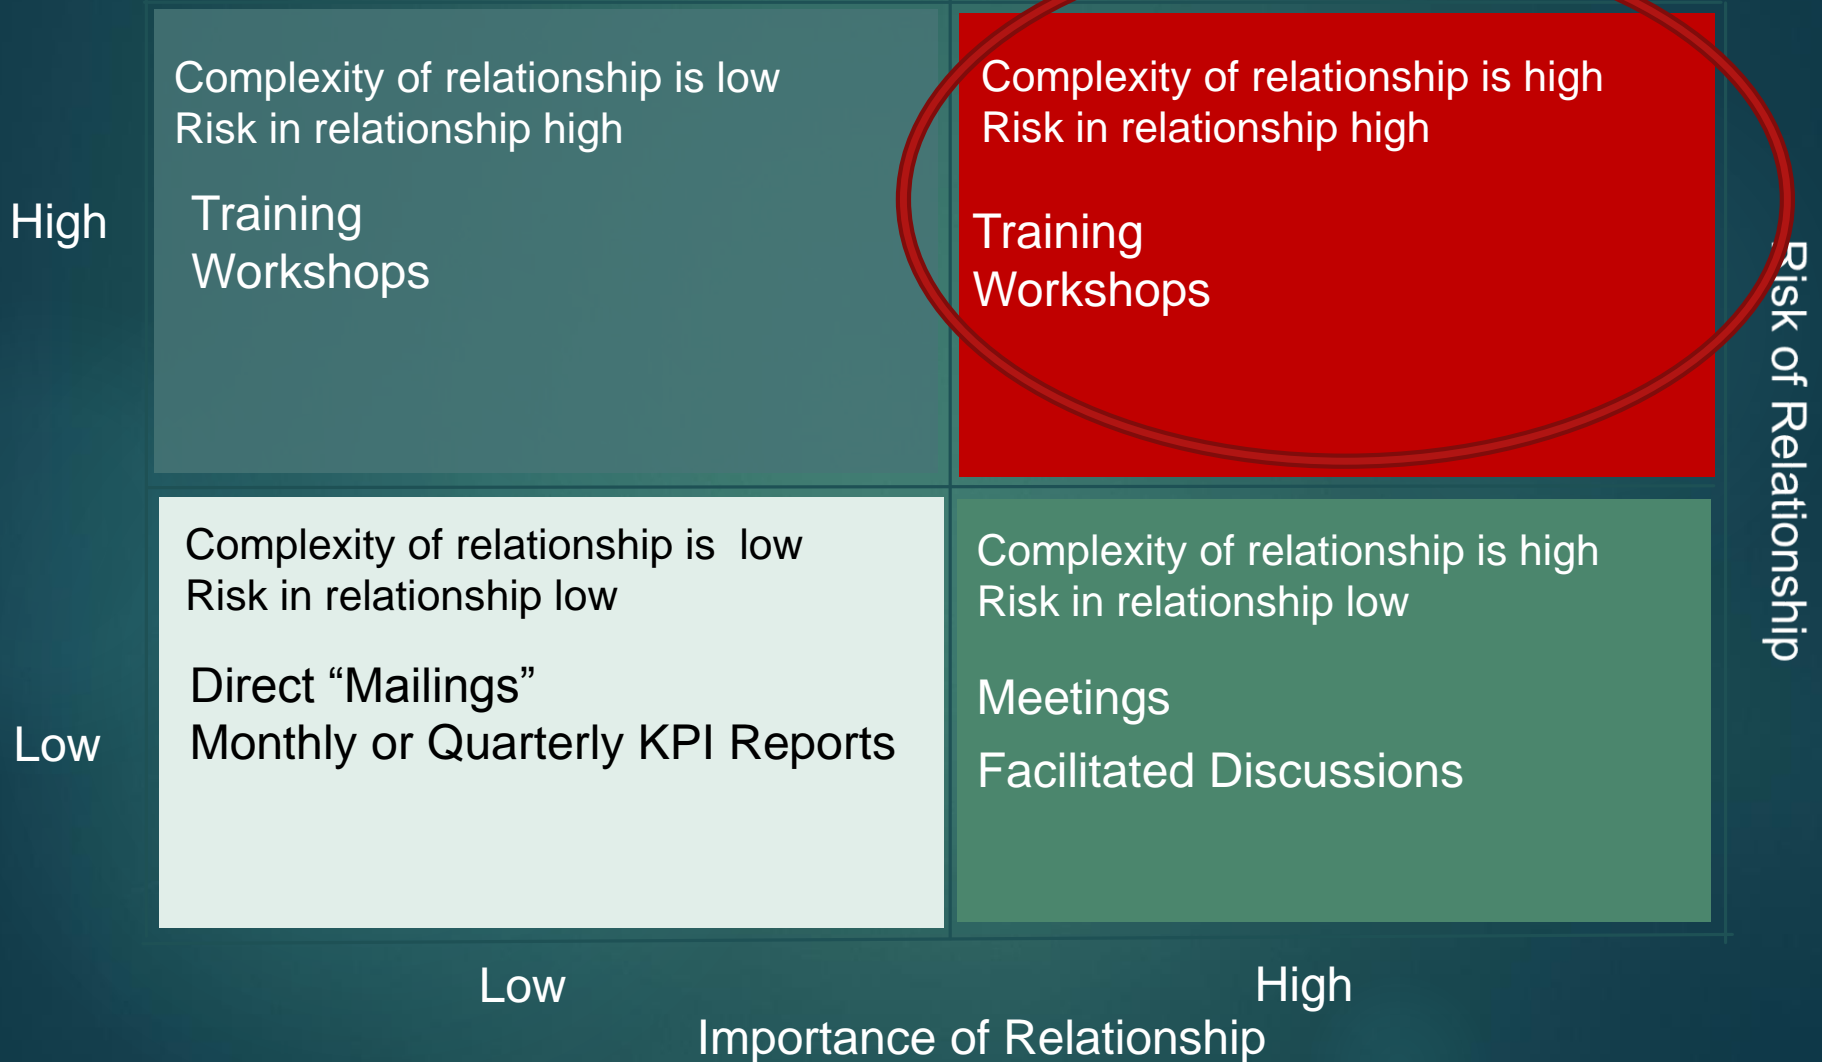 Complexity of relationship is low
Risk in relationship high
Training
Workshops
Complexity of relationship is high
Risk in relationship high
Training
Workshops
High
Risk of Relationship
Complexity of relationship is low
Risk in relationship low
Direct “Mailings”
Monthly or Quarterly KPI Reports
Complexity of relationship is high
Risk in relationship low
Meetings
Facilitated Discussions
Low
Low
High
Importance of Relationship